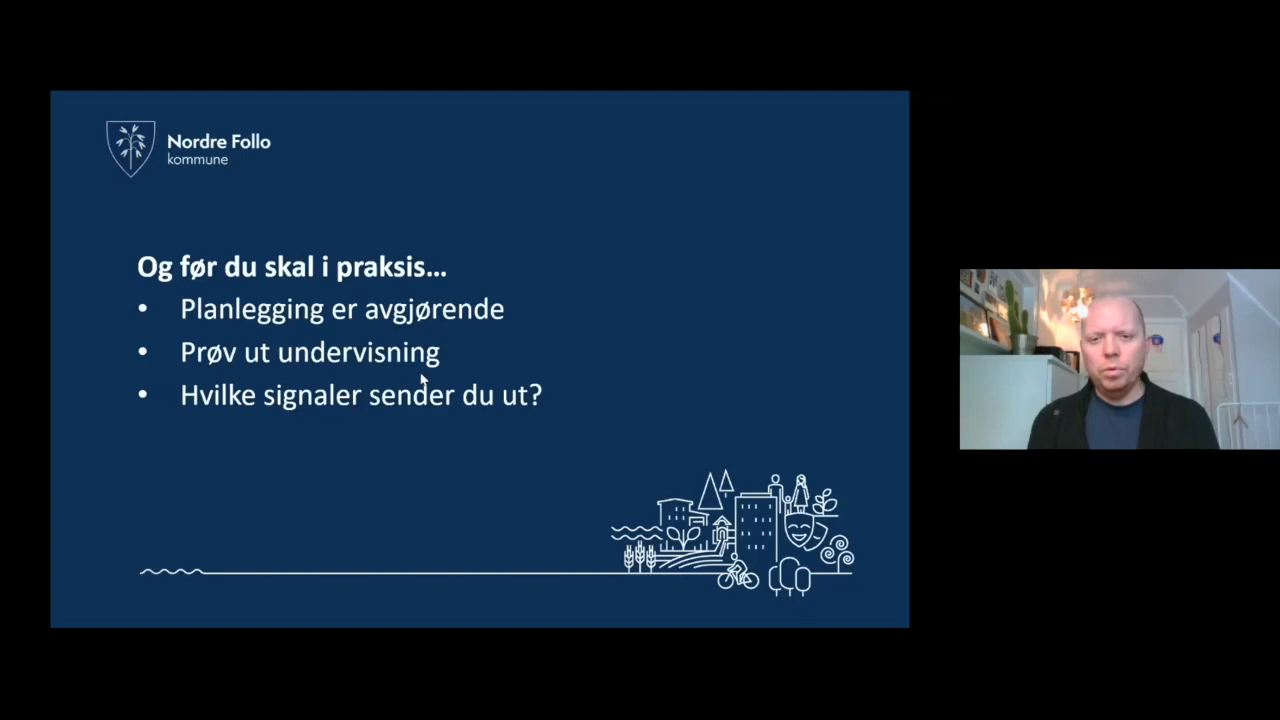 Nordre Follo
kommune
Og før du skal i praksis...
• Planlegging er avgjørende
• Prøv ut undervisning
• Hvilke signaler sender du ut?